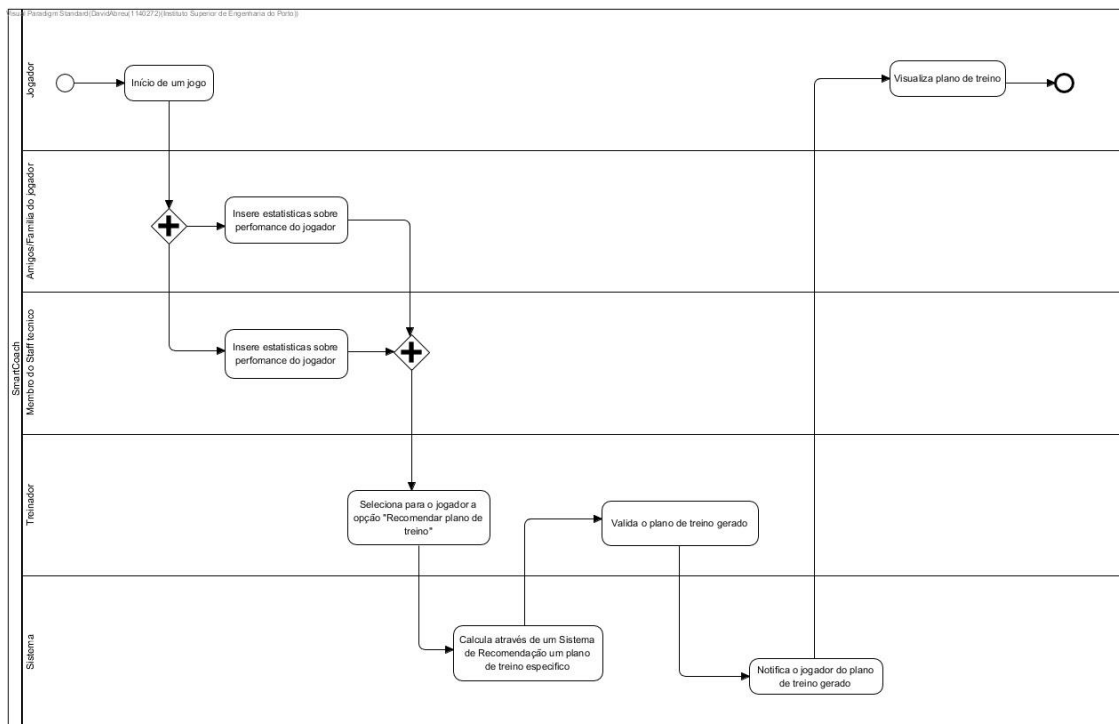 Visual Paradigm Standard(DavidAbreu(1140272)(Instituto Superior de Engenharia do Porto))
SmartCoach
Jogador
Início de um jogo
Visualiza plano de treino
Amigos/Familia do jogador
Insere estatisticas sobre
perfomance do jogador
Membro do Staff tecnico
Insere estatisticas sobre
perfomance do jogador
Treinador
Seleciona para o jogador a
opção "Recomendar plano de
treino"
Valida o plano de treino gerado
Sistema
Calcula através de um Sistema
de Recomendação um plano
de treino especifico
Notifica o jogador do plano
de treino gerado